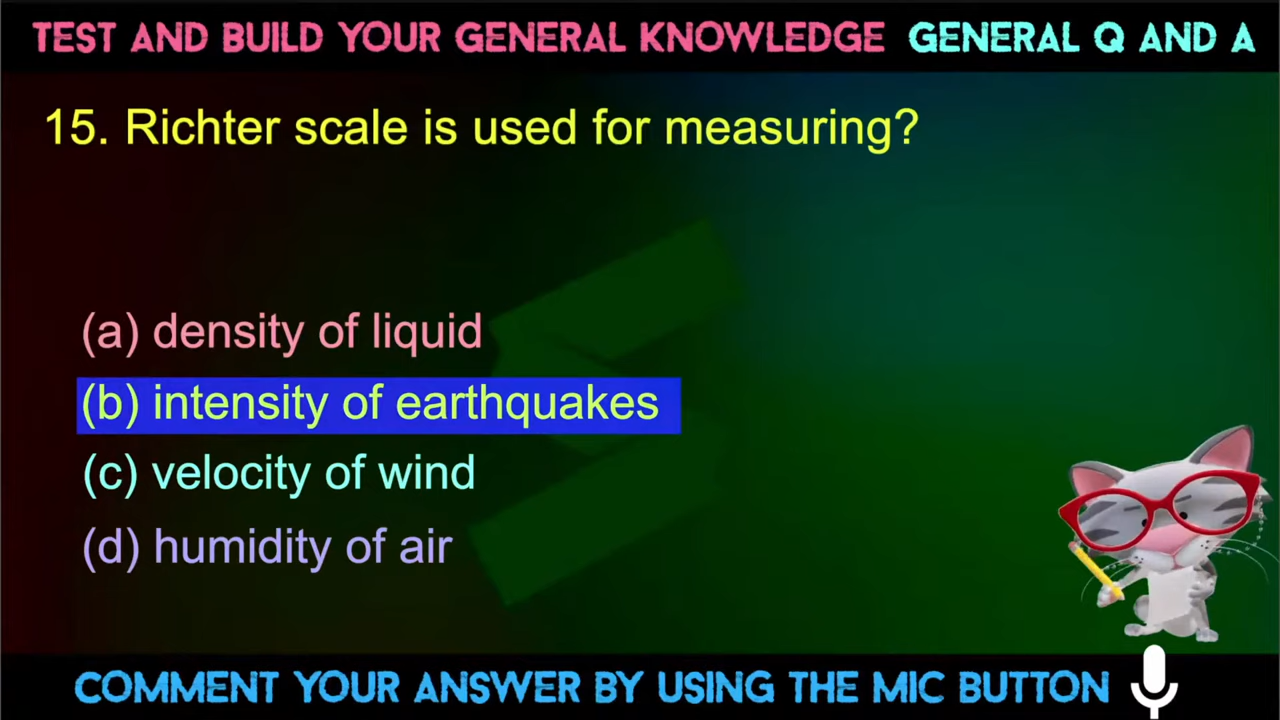 TEST AND BUILD YOUR GENERAL KNOWLEDGE GENERAL Q AND A
15. Richter scale is used for measuring?
(a) density of liquid
(b) intensity of earthquakes
(c) velocity of wind
(d) humidity of air
COMMENT YOUR ANSWER BY USING THE MIC BUTTON